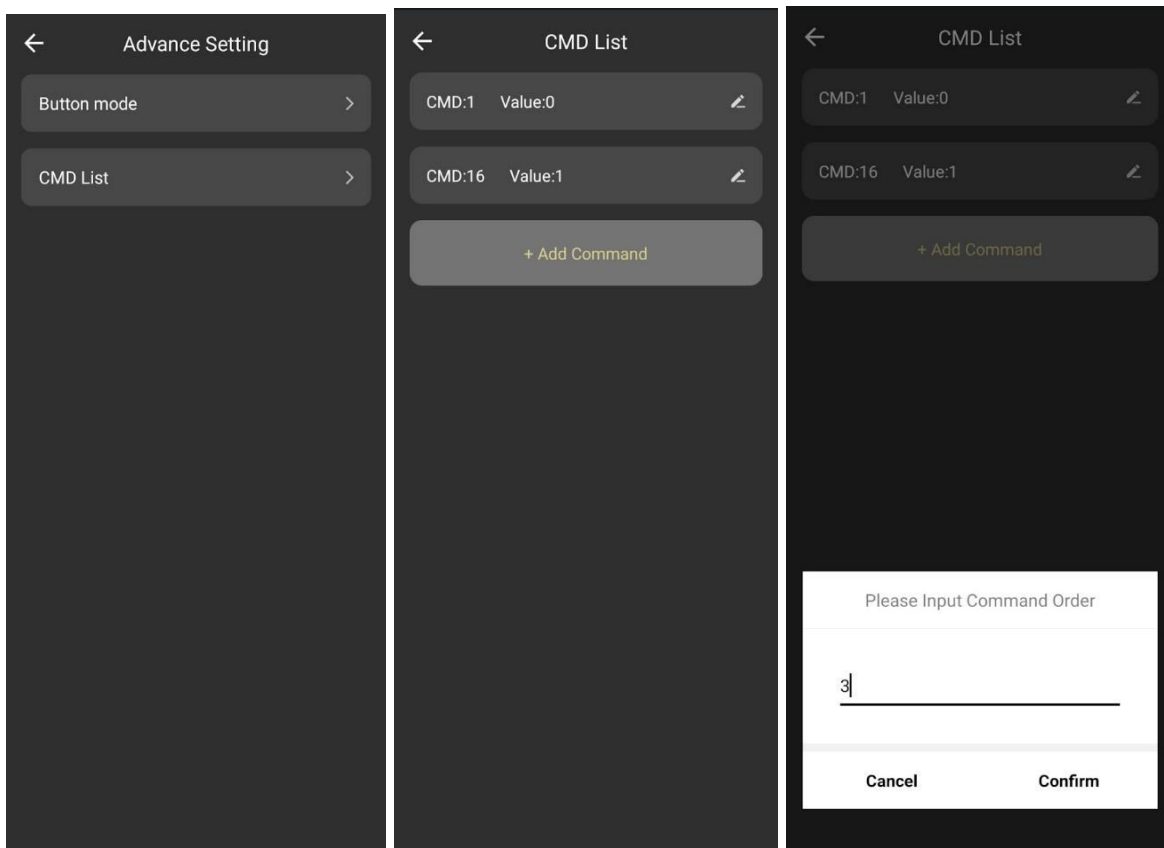 Advance Setting
Button mode
CMD List
CMD List
CMD:1 Value:0
CMD:16 Value:1
+ Add Command
CMD List
CMD:1 Value:0
CMD:16 Value:1
+ Add Command
Please Input Command Order
3
Cancel Confirm